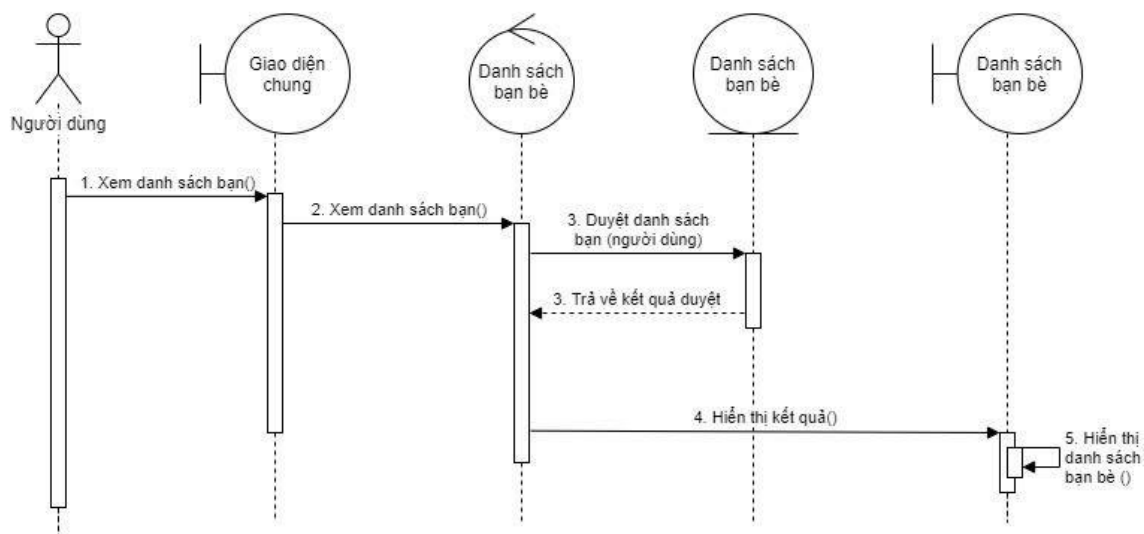 Giao diện
chung
Danh sách
bạn bè
Danh sách
bạn bè
Danh sách
bạn bè
Người dùng
1. Xem danh sách bạn()
2. Xem danh sách bạn()
3. Duyệt danh sách
bạn (người dùng)
3. Trả về kết quả duyệt
4. Hiển thị kết quả()
5. Hiển thị
danh sách
bạn bè ()